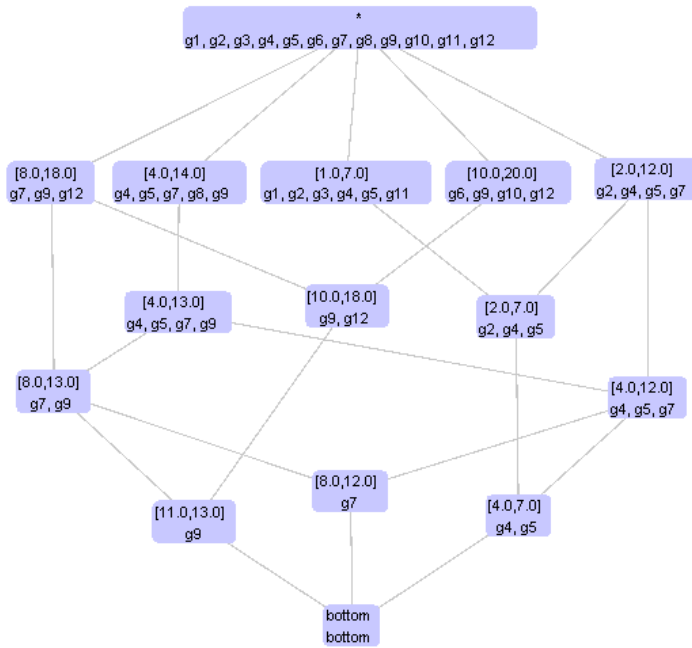 *
g1, g2, g3, g4, g5, g6, g7, g8, g9, g10, g11, g12
[8.0,18.0]
g7, g9, g12
[4.0,14.0]
g4, g5, g7, g8, g9
[1.0,7.0]
g1, g2, g3, g4, g5, g11
[10.0,20.0]
g6, g9, g10, g12
[2.0,12.0]
g2, g4, g5, g7
[4.0,13.0]
g4, g5, g7, g9
[10.0,18.0]
g9, g12
[2.0,7.0]
g2, g4, g5
[8.0,13.0]
g7, g9
[4.0,12.0]
g4, g5, g7
[11.0,13.0]
g9
[8.0,12.0]
g7
[4.0,7.0]
g4, g5
bottom
bottom